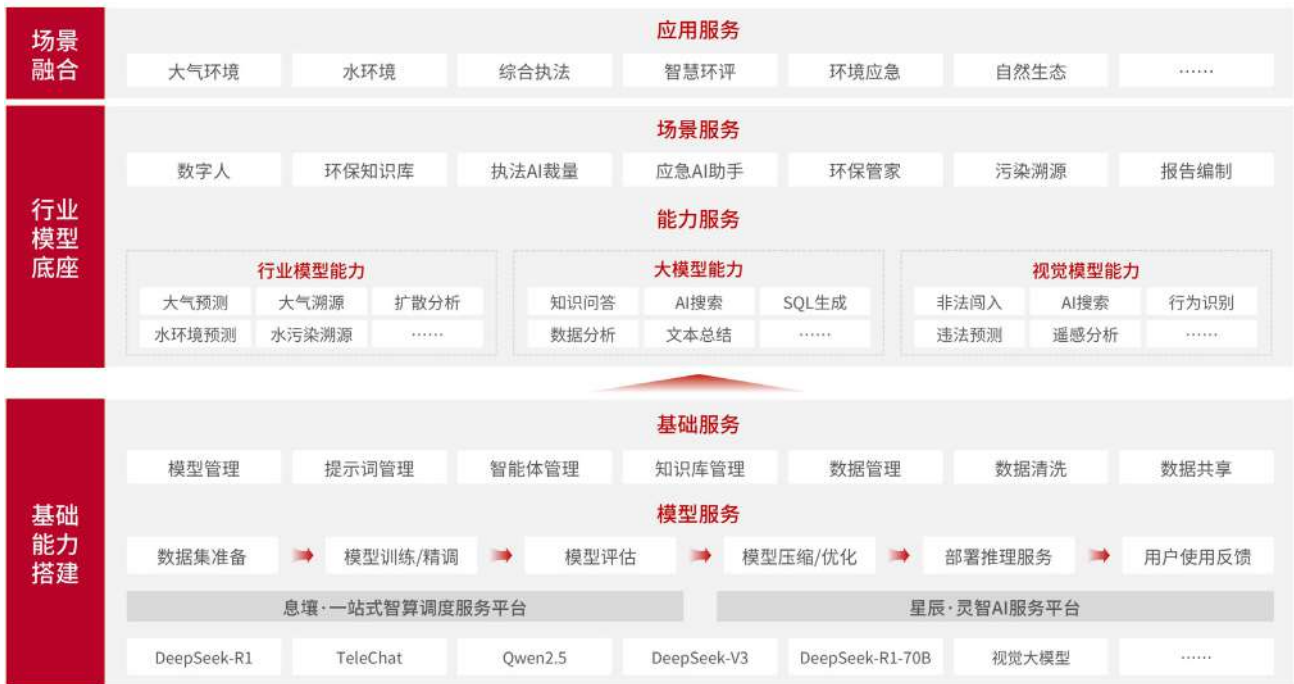 场景
融合
应用服务
大气环境 水环境 综合执法 智慧环评 环境应急 自然生态 ……
行业
模型
底座
场景服务
数字人 环保知识库 执法AI裁量 应急AI助手 环保管家 污染溯源 报告编制
能力服务
行业模型能力
大气预测 大气溯源 扩散分析
水环境预测 水污染溯源 ……
大模型能力
知识问答 AI搜索 SQL生成
数据分析 文本总结 ……
视觉模型能力
非法闯入 AI搜索 行为识别
违法预测 遥感分析 ……
基础
能力
搭建
基础服务
模型管理 提示词管理 智能体管理 知识库管理 数据管理 数据清洗 数据共享
模型服务
数据集准备 模型训练/精调 模型评估 模型压缩/优化 部署推理服务 用户使用反馈
息壤·一站式智算调度服务平台 星辰·灵智AI服务平台
DeepSeek-R1 TeleChat Qwen2.5 DeepSeek-V3 DeepSeek-R1-70B 视觉大模型 ……